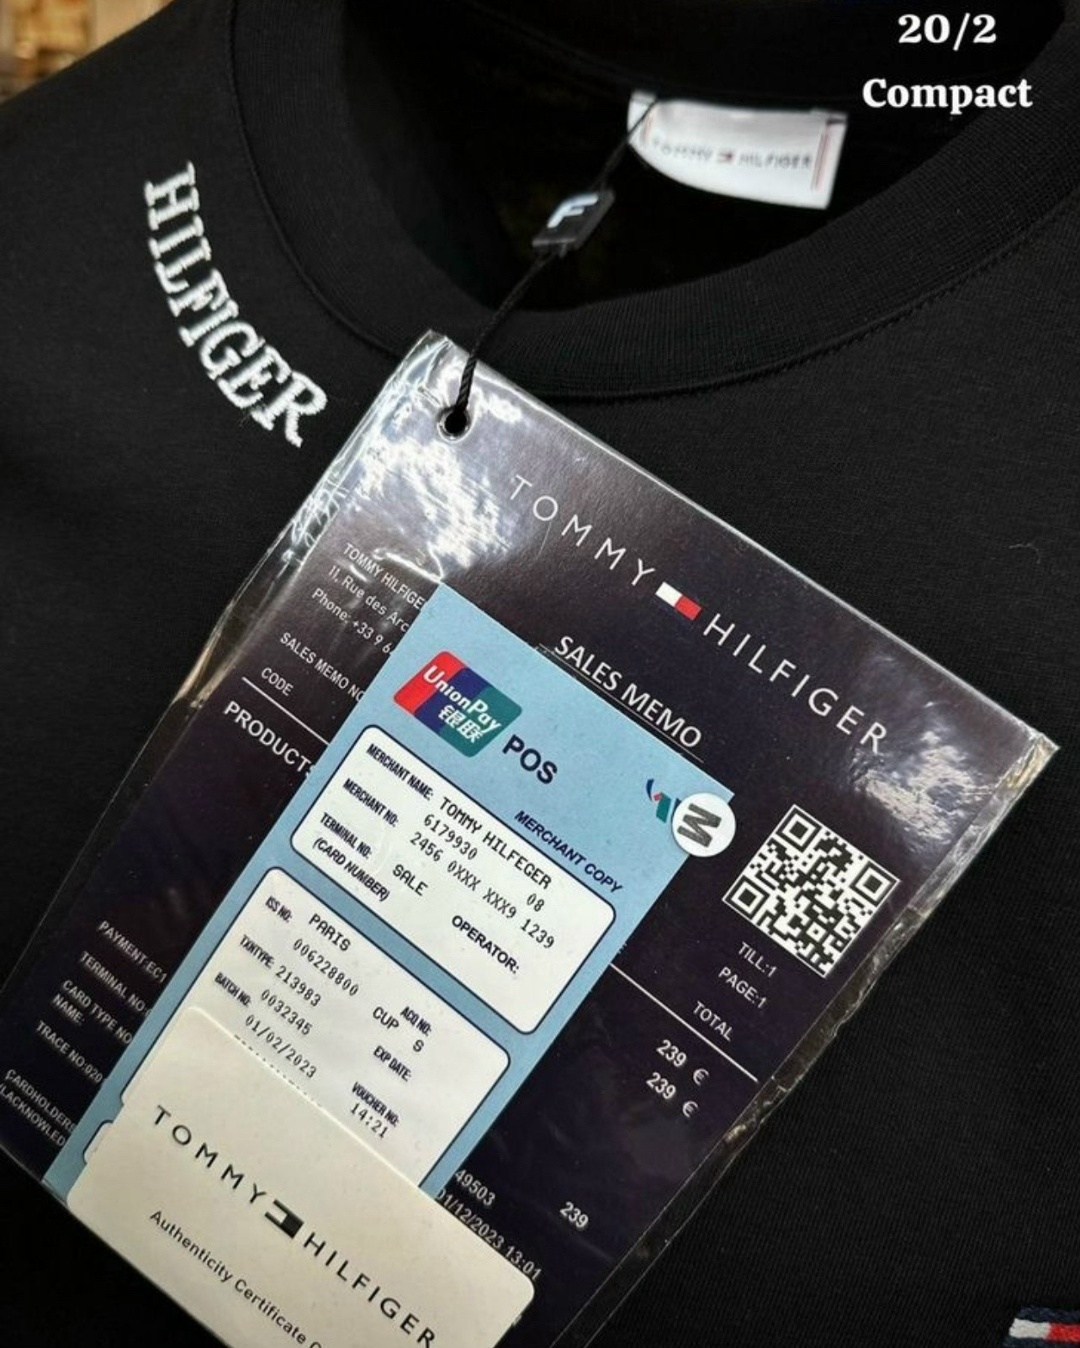 20/2
Compact
TOMMY HILFIGER
F
HILFIGER
TOMMY HILFIGER
TOMMY HILFIGE
11, Rue des Arc
Phone: +33 9 6
SALES MEMO
SALES MEMO NO
CODE
PRODUCT
UnionPay
银联
POS
M
MERCHANT COPY
MERCHANT NAME: TOMMY HILFEGER
MERCHANT NO: 6179930 08
TERMINAL NO: 2456 0XXX XXX9 1239
(CARD NUMBER) SALE
OPERATOR:
ISS NO: PARIS
006228800
ACQ NO:
TXNTYPE: 213983 CUP S
BATCH NO: 0032345
EXP DATE:
01/02/2023
VOUCHER NO:
14:21
TILL:1
PAGE:1
TOTAL
239 €
239 €
PAYMENT:EC1
TERMINAL NO
CARD TYPE NO
NAME:
TRACE NO:020
CARDHOLDER
49503
239
01/12/2023 13:01
TOMMY HILFIGER
Authenticity Certificate